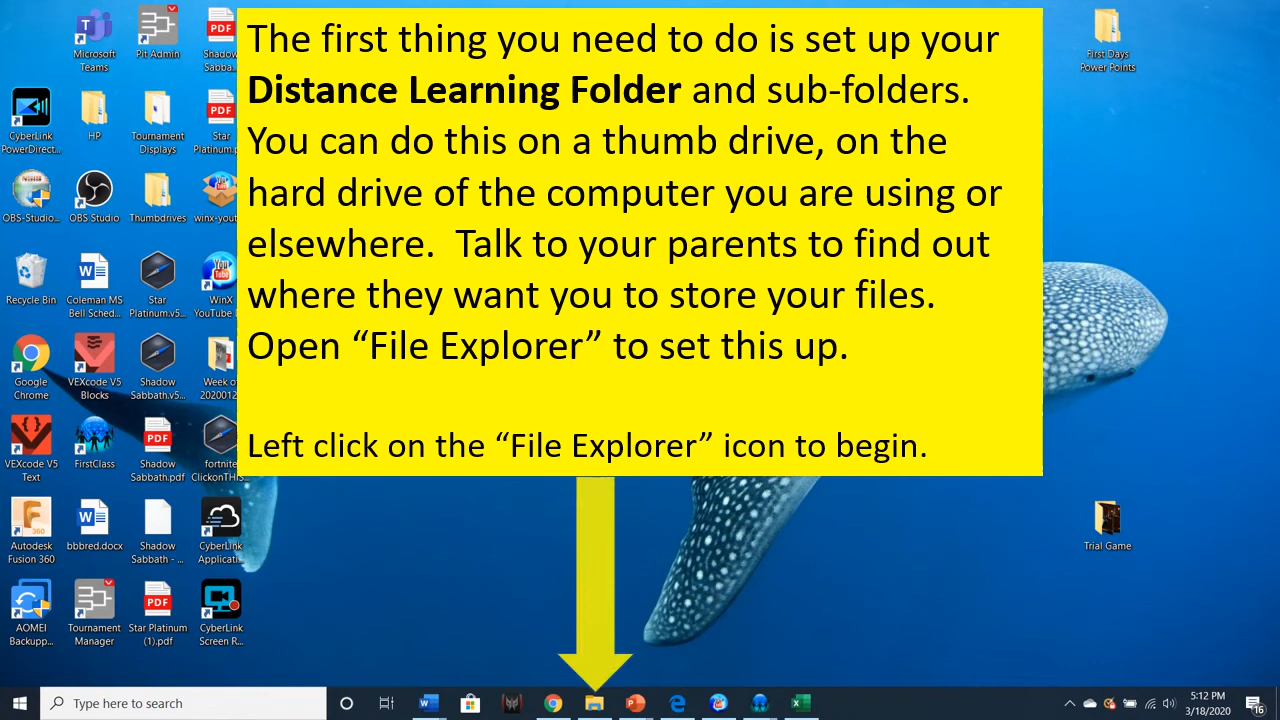 The first thing you need to do is set up your
Distance Learning Folder and sub-folders.
You can do this on a thumb drive, on the
hard drive of the computer you are using or
elsewhere.  Talk to your parents to find out
where they want you to store your files.
Open “File Explorer” to set this up.
Left click on the “File Explorer” icon to begin.
Microsoft
Teams
Pit Admin
Shadow
Sabba...
First Days
Power Points
CyberLink
PowerDirect...
HP
Tournament
Displays
Star
Platinum.p
OBS-Studio...
OBS Studio
Thumbdrives
winx-yout
Recycle Bin
Coleman MS
Bell Sched...
Star
Platinum.v5...
WinX
YouTube
Google
Chrome
VEXcode V5
Blocks
Shadow
Sabbath.v5...
Week o
202001​2
VEXcode V5
Text
FirstClass
Shadow
Sabbath.pdf
fortnite
ClickonTHIS...
Autodesk
Fusion 360
bbbred.docx
Shadow
Sabbath - ...
CyberLink
Applicati...
Trial Game
AOMEI
Backupp...
Tournament
Manager
Star Platinum
(1).pdf
CyberLink
Screen R...
Type here to search
5:12 PM
3/18/2020
16